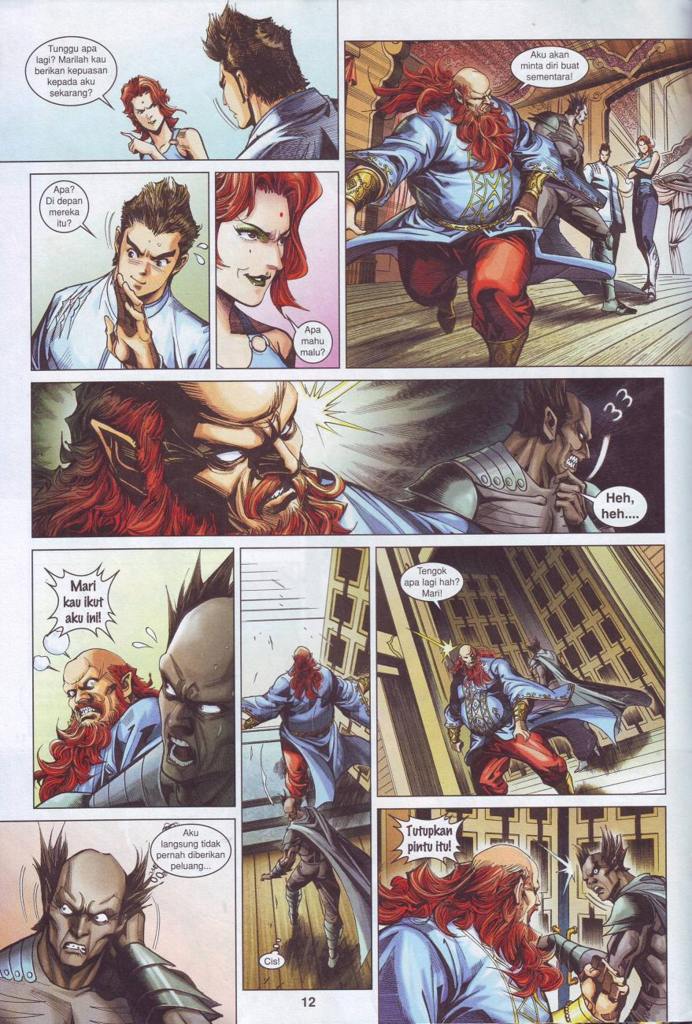 Tunggu apa
lagi? Marilah kau
berikan kepuasan
kepada aku
sekarang?
Aku akan
minta diri buat
sementara!
Apa?
Di depan
mereka
itu?
Apa
mahu
malu?
Heh,
heh....
Mari
kau ikut
aku ini!
Cis!
Tengok
apa lagi hah?
Mari!
Aku
langsung tidak
pernah diberikan
peluang...
Tutupkan
pintu itu!
12